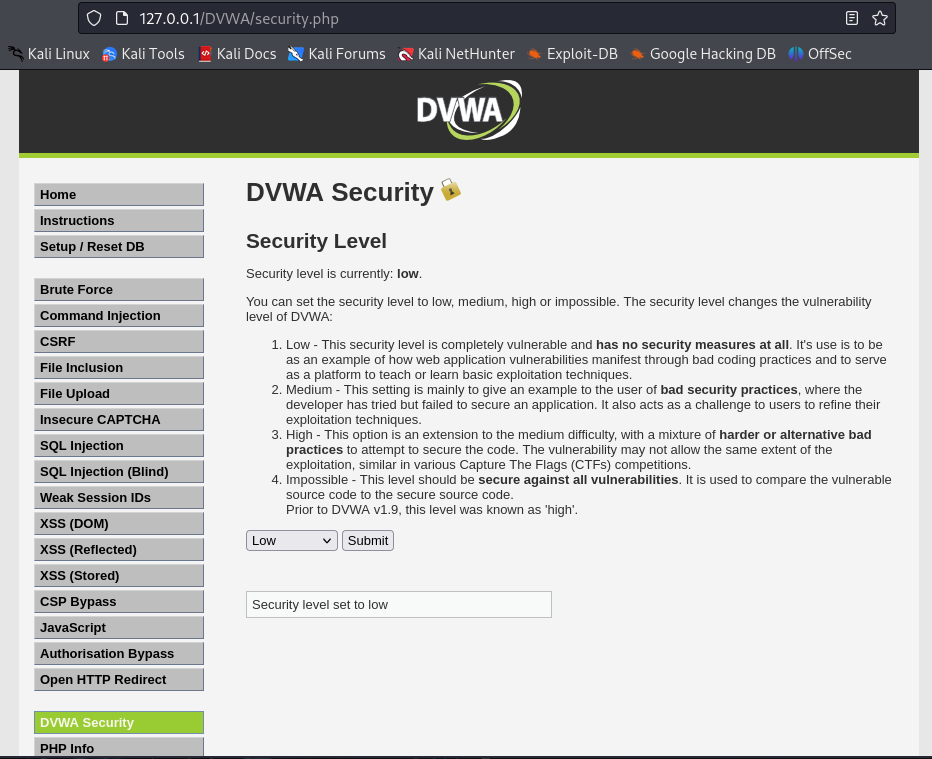 127.0.0.1/DVWA/security.php
Kali Linux Kali Tools Kali Docs Kali Forums Kali NetHunter Exploit-DB Google Hacking DB OffSec
DVWA
Home
Instructions
Setup / Reset DB
Brute Force
Command Injection
CSRF
File Inclusion
File Upload
Insecure CAPTCHA
SQL Injection
SQL Injection (Blind)
Weak Session IDs
XSS (DOM)
XSS (Reflected)
XSS (Stored)
CSP Bypass
JavaScript
Authorisation Bypass
Open HTTP Redirect
DVWA Security
PHP Info
DVWA Security
Security Level
Security level is currently: low.
You can set the security level to low, medium, high or impossible. The security level changes the vulnerability
level of DVWA:
1. Low - This security level is completely vulnerable and has no security measures at all. It's use is to be
as an example of how web application vulnerabilities manifest through bad coding practices and to serve
as a platform to teach or learn basic exploitation techniques.
2. Medium - This setting is mainly to give an example to the user of bad security practices, where the
developer has tried but failed to secure an application. It also acts as a challenge to users to refine their
exploitation techniques.
3. High - This option is an extension to the medium difficulty, with a mixture of harder or alternative bad
practices to attempt to secure the code. The vulnerability may not allow the same extent of the
exploitation, similar in various Capture The Flags (CTFs) competitions.
4. Impossible - This level should be secure against all vulnerabilities. It is used to compare the vulnerable
source code to the secure source code.
Prior to DVWA v1.9, this level was known as 'high'.
Low Submit
Security level set to low